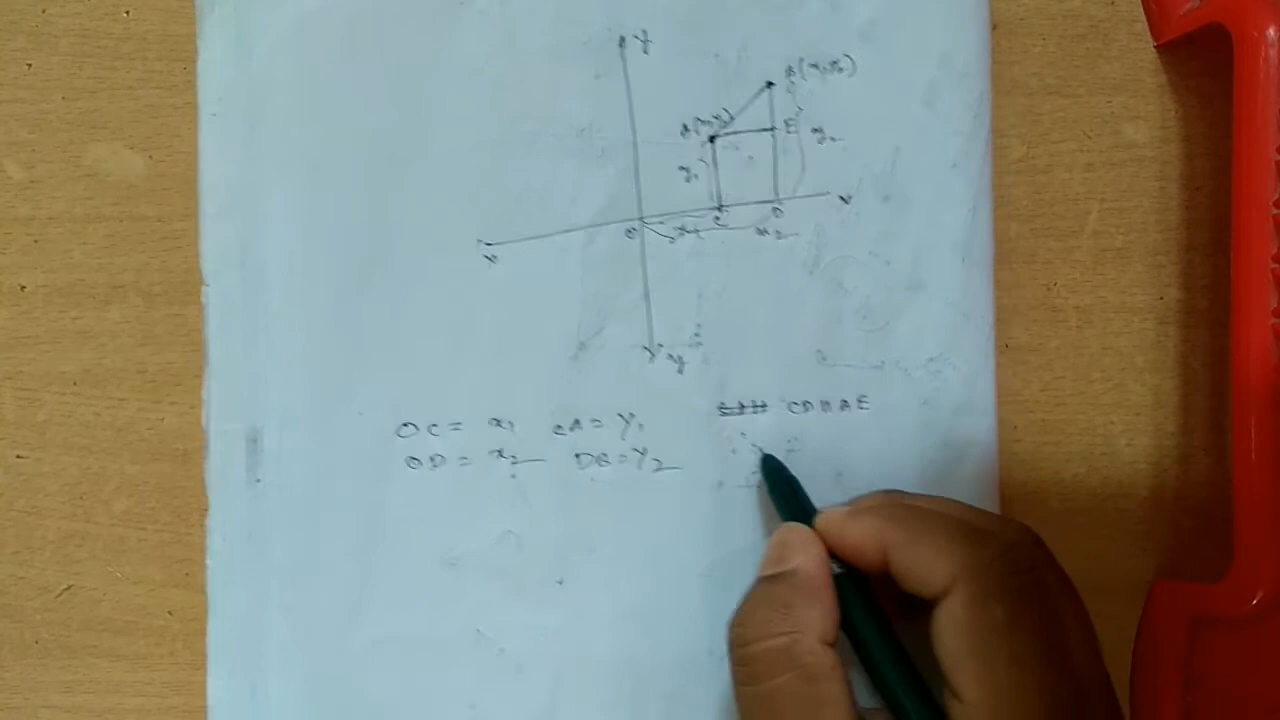 Y
B(x₂,y₂)
A(x₁,y₁)
E
y₁
y₂
X
O
C
D
x₁
x₂
X
Y'
OC = x₁ CA = Y₁ CD || AE
OD = x₂ DB = Y₂